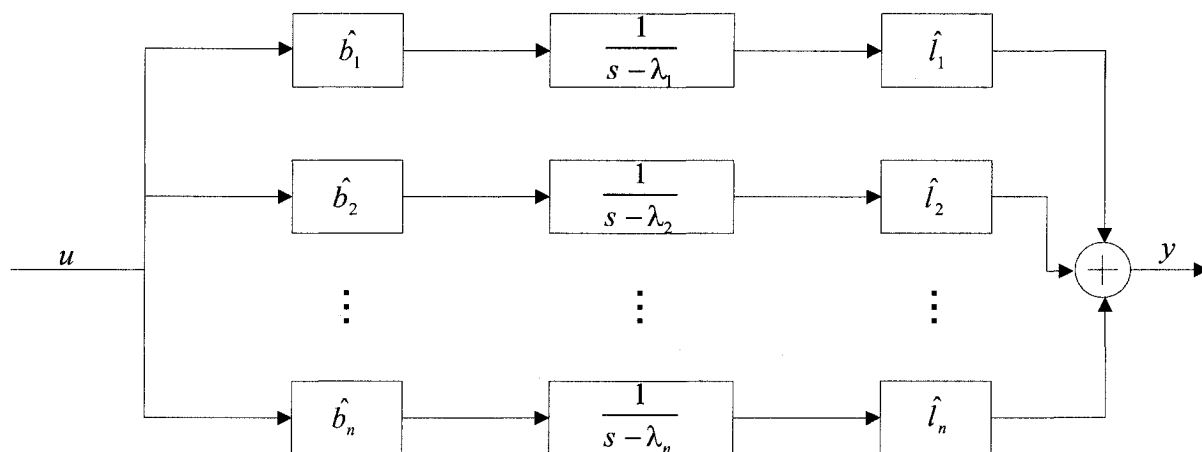 b̂₁ 1/(s − λ₁) l̂₁
b̂₂ 1/(s − λ₂) l̂₂
u + y
⋮ ⋮ ⋮
b̂ₙ 1/(s − λₙ) l̂ₙ